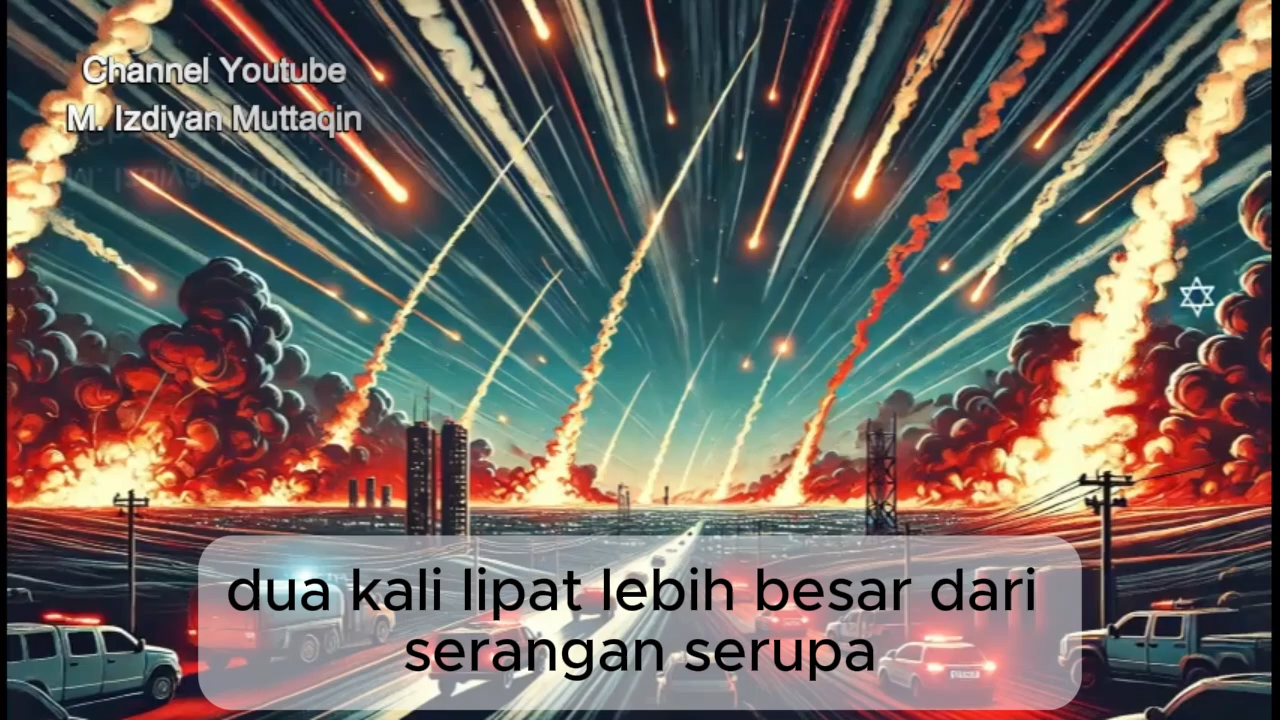 Channel Youtube
M. Izdiyan Muttaqin
dua kali lipat lebih besar dari
serangan serupa